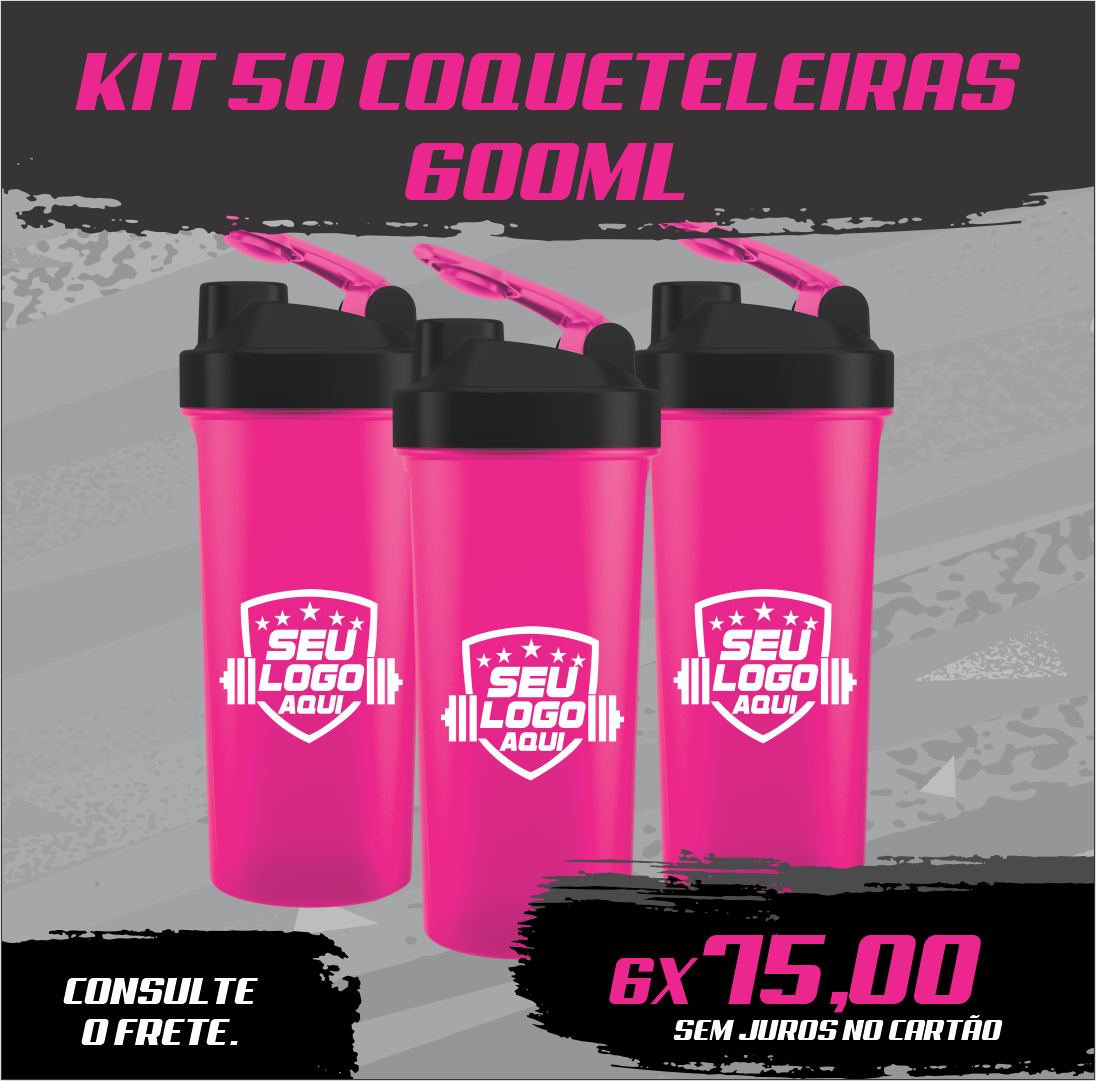 KIT 50 COQUETELEIRAS
600ML
SEU
LOGO
AQUI
SEU
LOGO
AQUI
SEU
LOGO
AQUI
CONSULTE
O FRETE.
6X 75,00
SEM JUROS NO CARTÃO